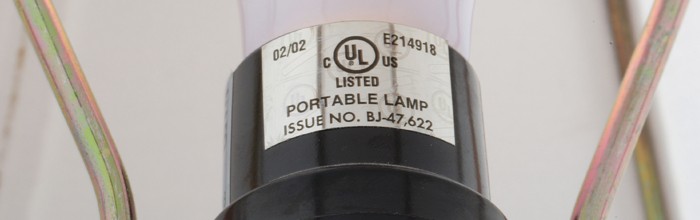 02/02 E214918
C UL US
LISTED
PORTABLE LAMP
ISSUE NO. BJ-47,622